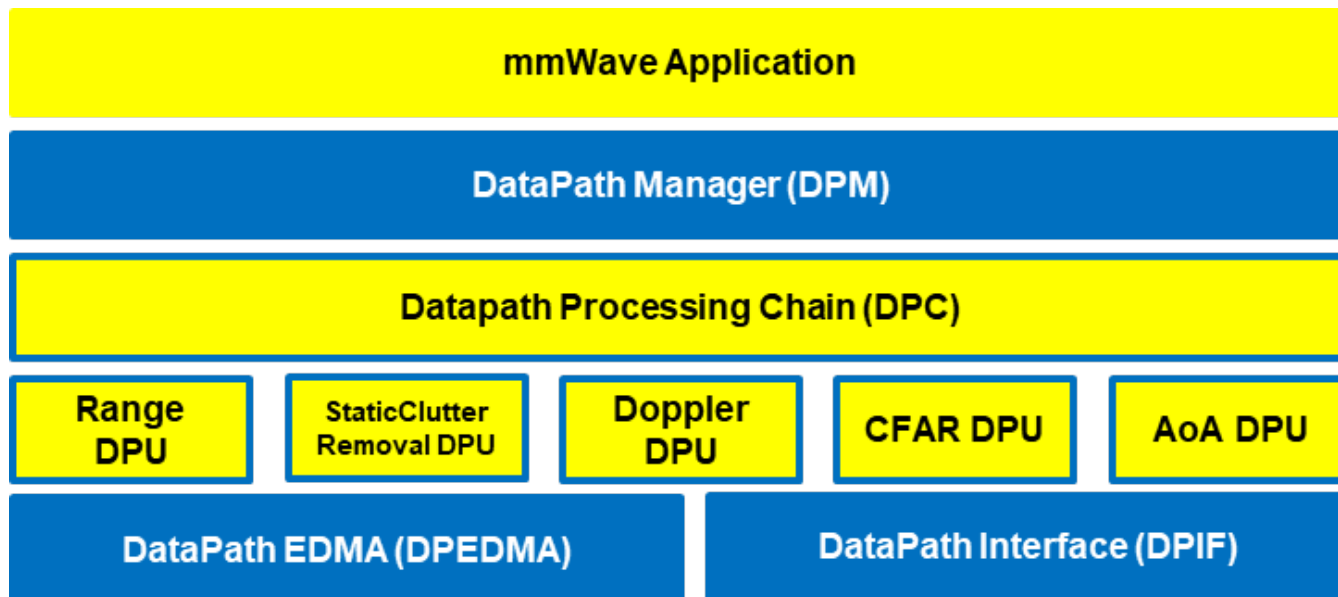 mmWave Application
DataPath Manager (DPM)
Datapath Processing Chain (DPC)
Range
DPU
StaticClutter
Removal DPU
Doppler
DPU
CFAR DPU
AoA DPU
DataPath EDMA (DPEDMA)
DataPath Interface (DPIF)